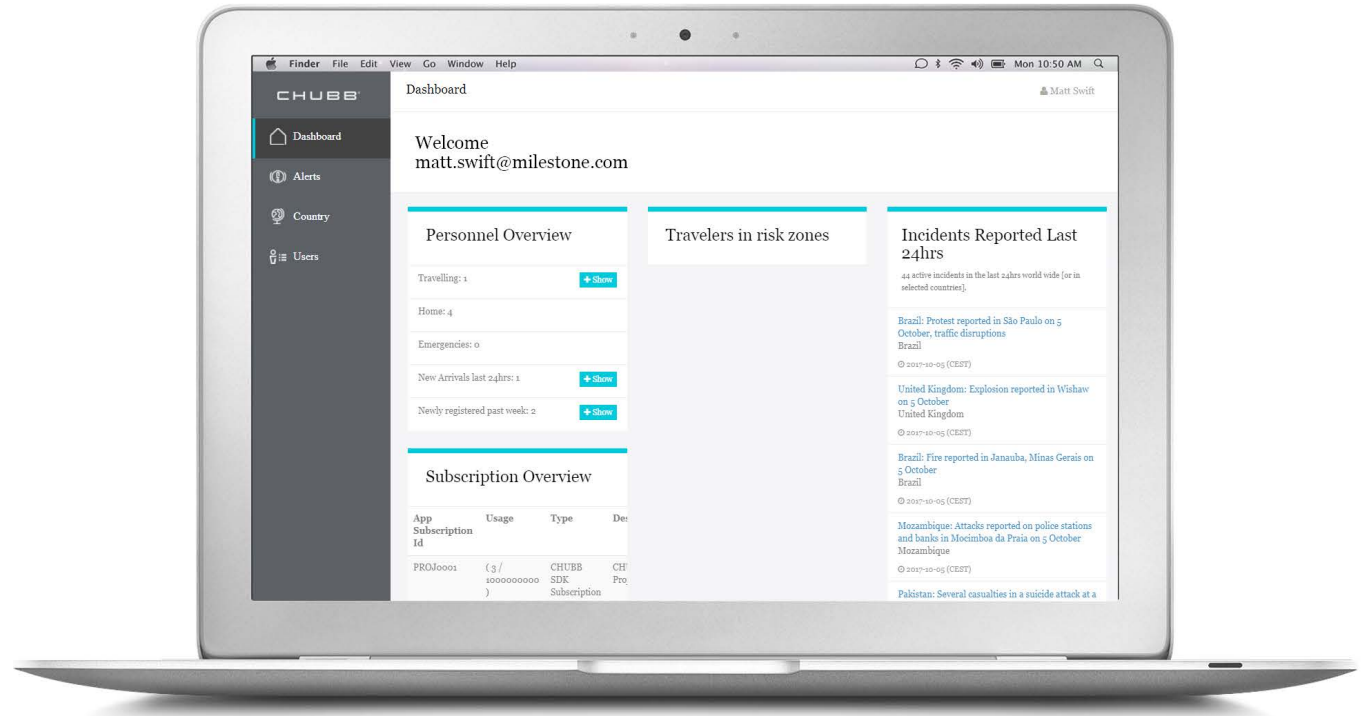 Finder File Edit View Go Window Help
Mon 10:50 AM
CHUBB
Dashboard
Matt Swift
Dashboard
Alerts
Country
Users
Welcome
matt.swift@milestone.com
Personnel Overview
Travelling: 1
+ Show
Home: 4
Emergencies: 0
New Arrivals last 24hrs: 1
+ Show
Newly registered past week: 2
+ Show
Subscription Overview
App Usage Type Des
Subscription
Id
PROJ0001 ( 3 / CHUBB CHU
1000000000 SDK Proj
) Subscription
Travelers in risk zones
Incidents Reported Last
24hrs
44 active incidents in the last 24hrs world wide [or in
selected countries].
Brazil: Protest reported in São Paulo on 5
October, traffic disruptions
Brazil
2017-10-05 (CEST)
United Kingdom: Explosion reported in Wishaw
on 5 October
United Kingdom
2017-10-05 (CEST)
Brazil: Fire reported in Janauba, Minas Gerais on
5 October
Brazil
2017-10-05 (CEST)
Mozambique: Attacks reported on police stations
and banks in Mocimboa da Praia on 5 October
Mozambique
2017-10-05 (CEST)
Pakistan: Several casualties in a suicide attack at a